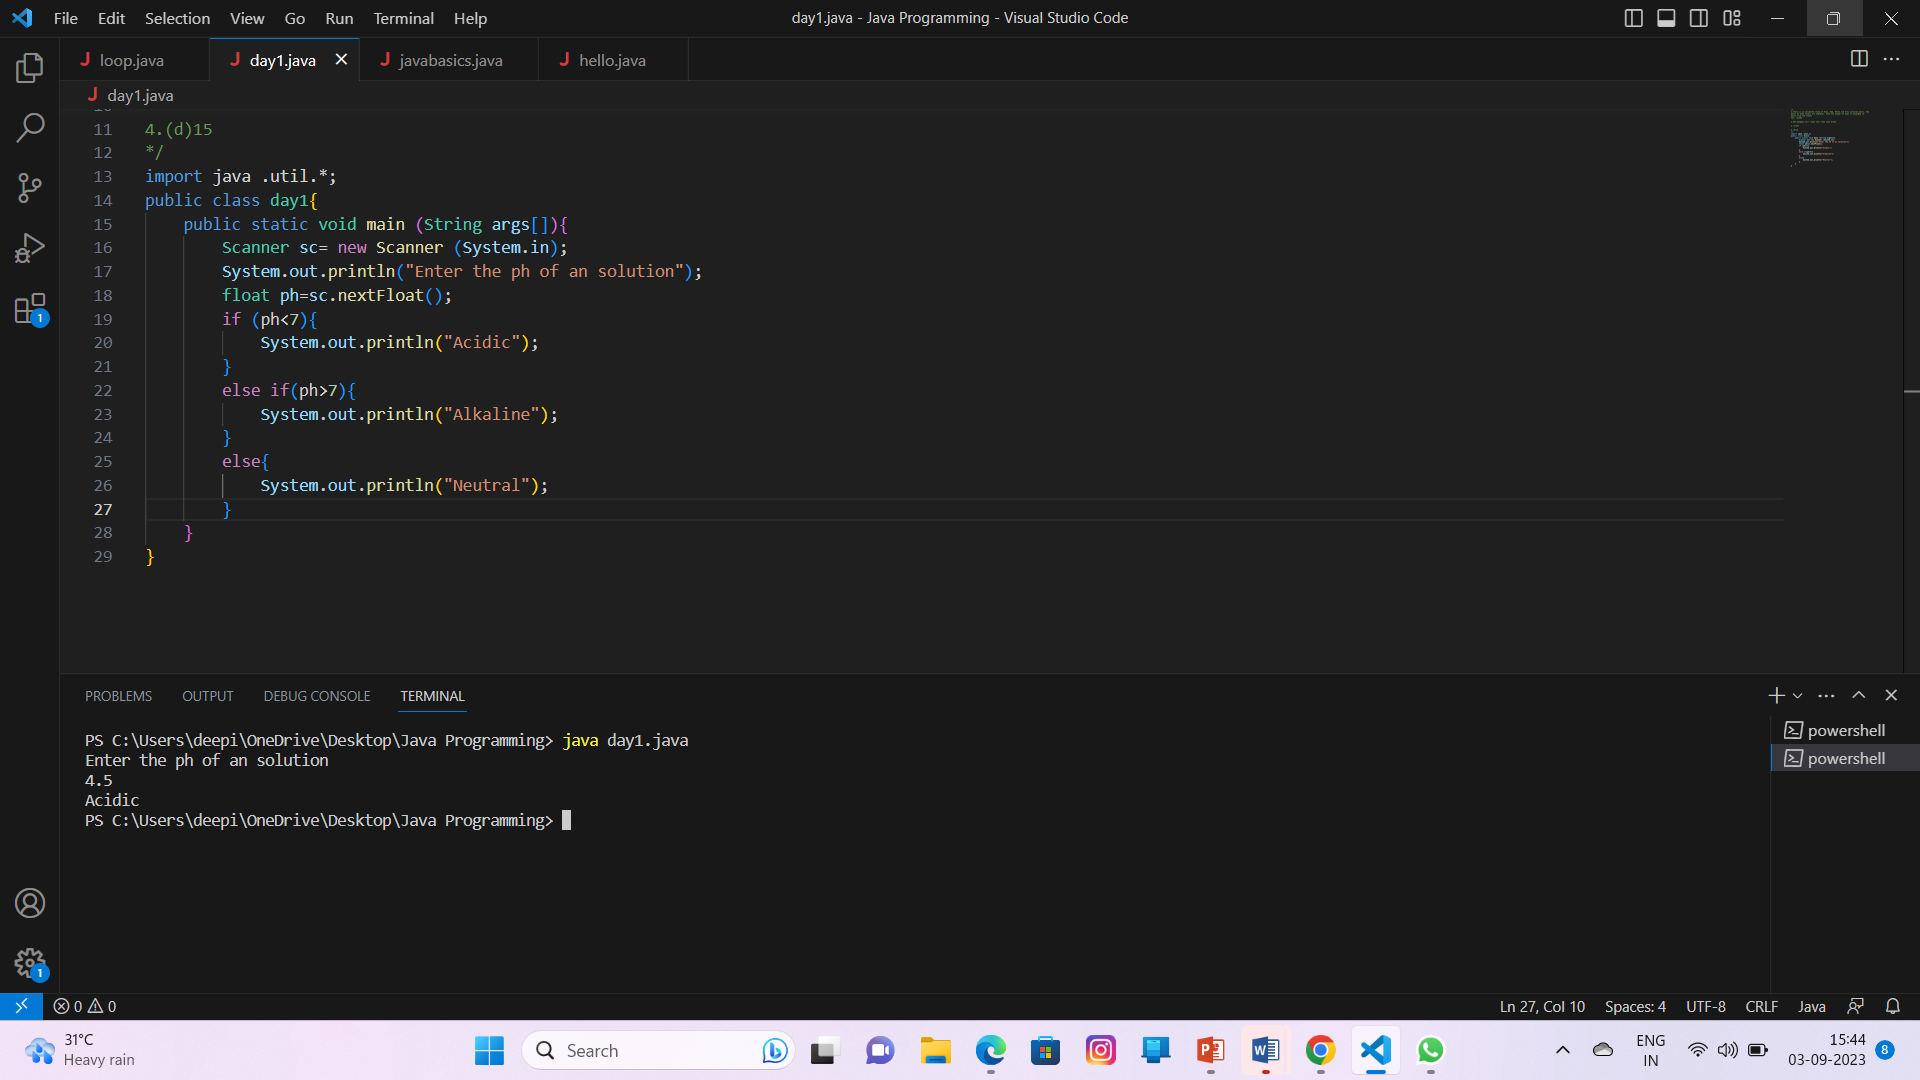 File Edit Selection View Go Run Terminal Help
day1.java - Java Programming - Visual Studio Code
loop.java
day1.java
javabasics.java
hello.java
day1.java
11 4.(d)15
12 */
13 import java .util.*;
14 public class day1{
15 public static void main (String args[]){
16 Scanner sc= new Scanner (System.in);
17 System.out.println("Enter the ph of an solution");
18 float ph=sc.nextFloat();
19 if (ph<7){
20 System.out.println("Acidic");
21 }
22 else if(ph>7){
23 System.out.println("Alkaline");
24 }
25 else{
26 System.out.println("Neutral");
27 }
28 }
29 }
1
PROBLEMS OUTPUT DEBUG CONSOLE TERMINAL
PS C:\Users\deepi\OneDrive\Desktop\Java Programming> java day1.java
Enter the ph of an solution
4.5
Acidic
PS C:\Users\deepi\OneDrive\Desktop\Java Programming>
powershell
powershell
1
0 0
Ln 27, Col 10 Spaces: 4 UTF-8 CRLF Java
31°C
Heavy rain
Search
ENG
IN
15:44
03-09-2023
8